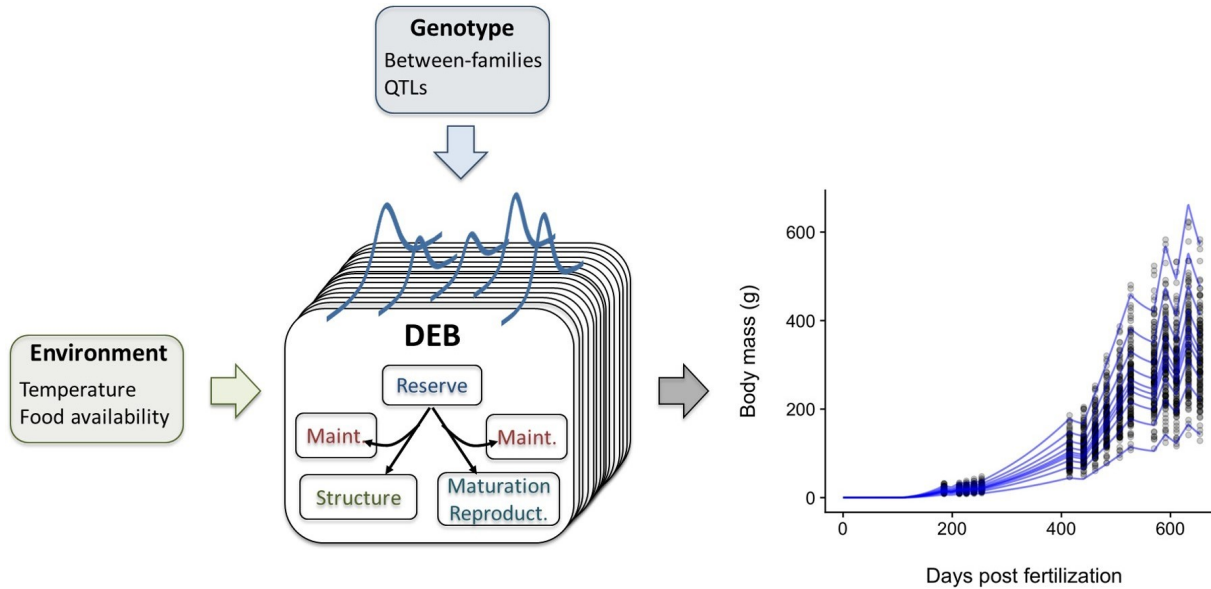 Genotype
Between-families
QTLs
Environment
Temperature
Food availability
DEB
Reserve
Maint.
Maint.
Structure
Maturation
Reproduct.
Body mass (g)
600
400
200
0
0
200
400
600
Days post fertilization